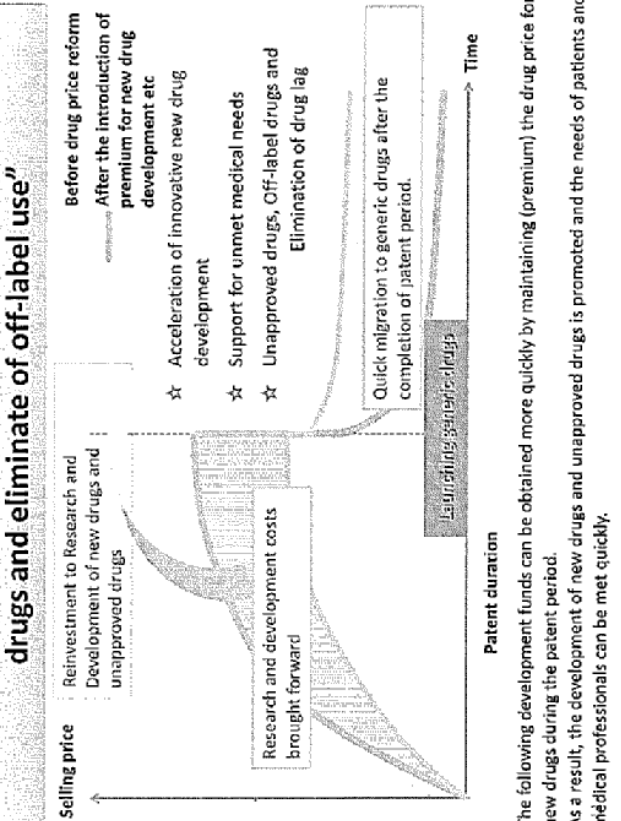 drugs and eliminate of off-label use”
Selling price
Reinvestment to Research and
Development of new drugs and
unapproved drugs
Before drug price reform
After the introduction of
premium for new drug
development etc
☆ Acceleration of innovative new drug
development
☆ Support for unmet medical needs
☆ Unapproved drugs, Off-label drugs and
Elimination of drug lag
Research and development costs
brought forward
Quick migration to generic drugs after the
completion of patent period.
Launching generic drugs
Time
Patent duration
The following development funds can be obtained more quickly by maintaining (premium) the drug price for
new drugs during the patent period.
As a result, the development of new drugs and unapproved drugs is promoted and the needs of patients and
medical professionals can be met quickly.